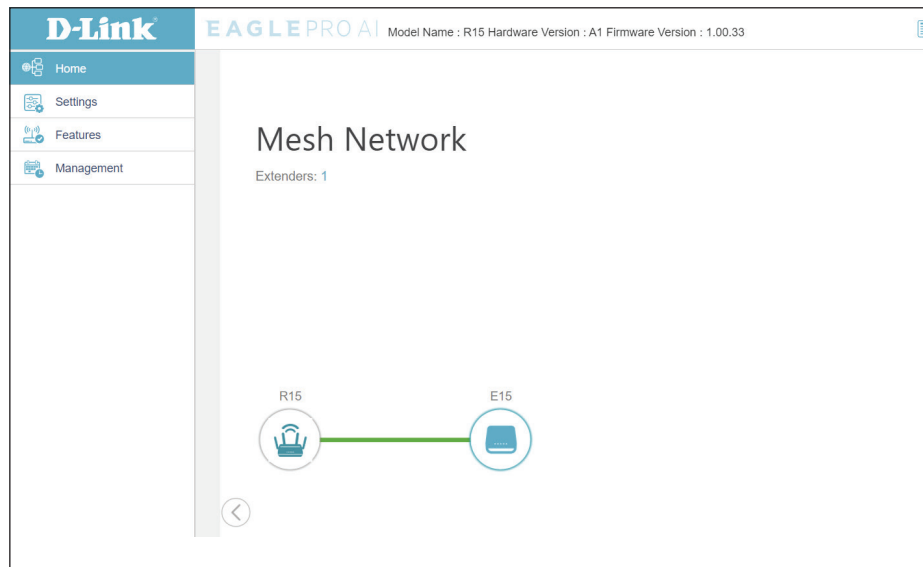 D-Link
EAGLE PRO AI Model Name : R15 Hardware Version : A1 Firmware Version : 1.00.33
Home
Settings
Features
Management
Mesh Network
Extenders: 1
R15 E15